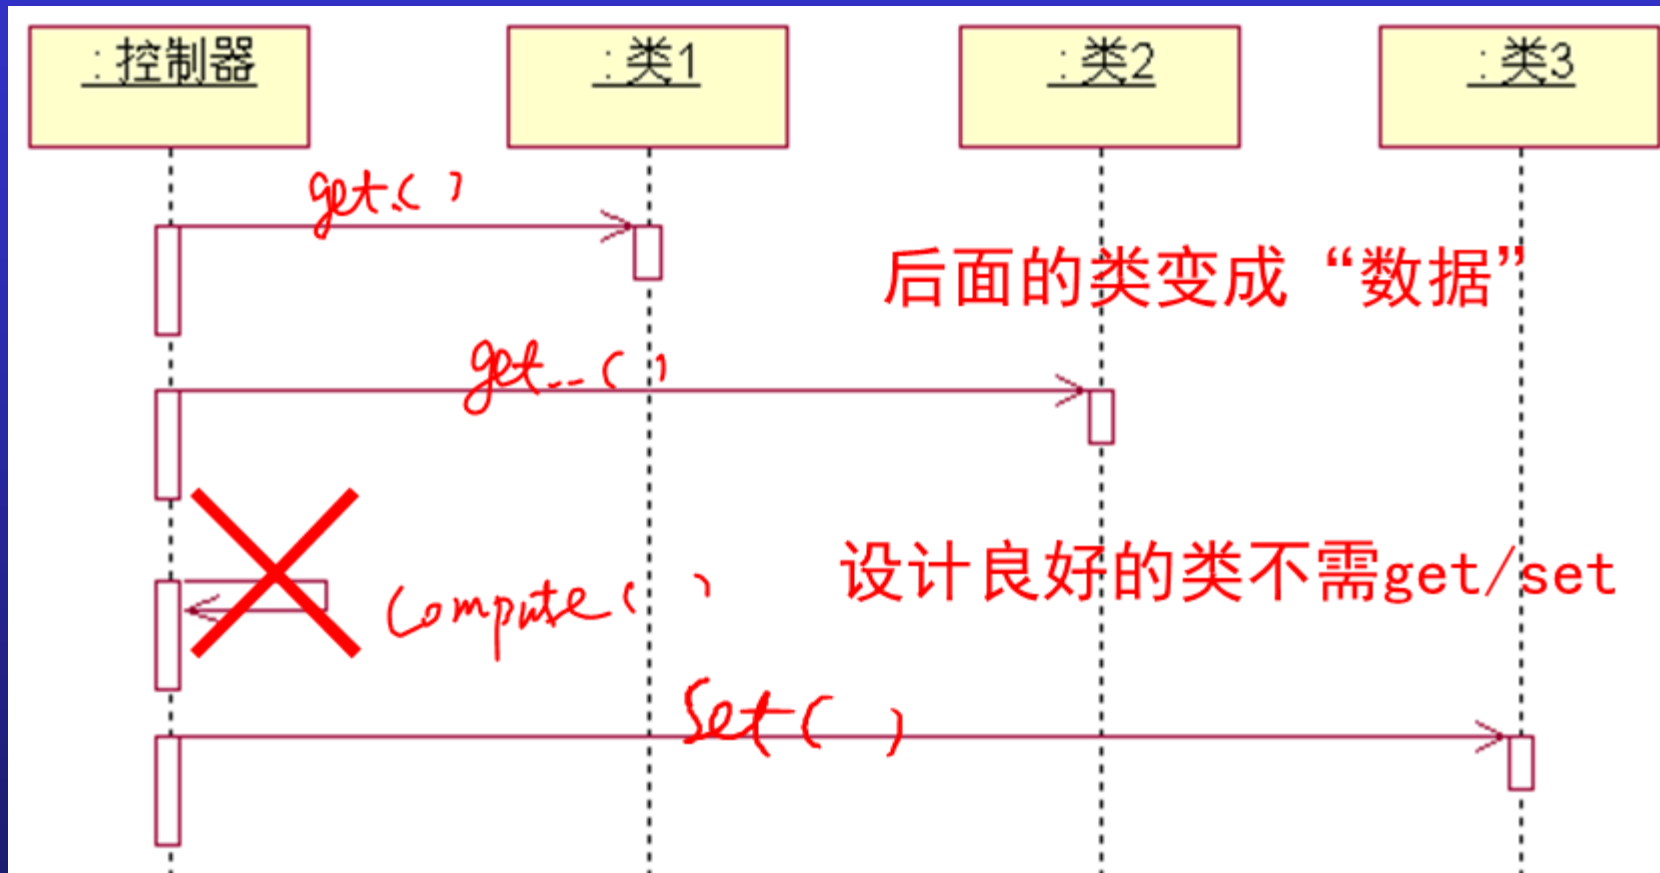 :控制器
:类1
:类2
:类3
get.( )
后面的类变成“数据”
get--( )
设计良好的类不需get/set
Compute( )
Set( )